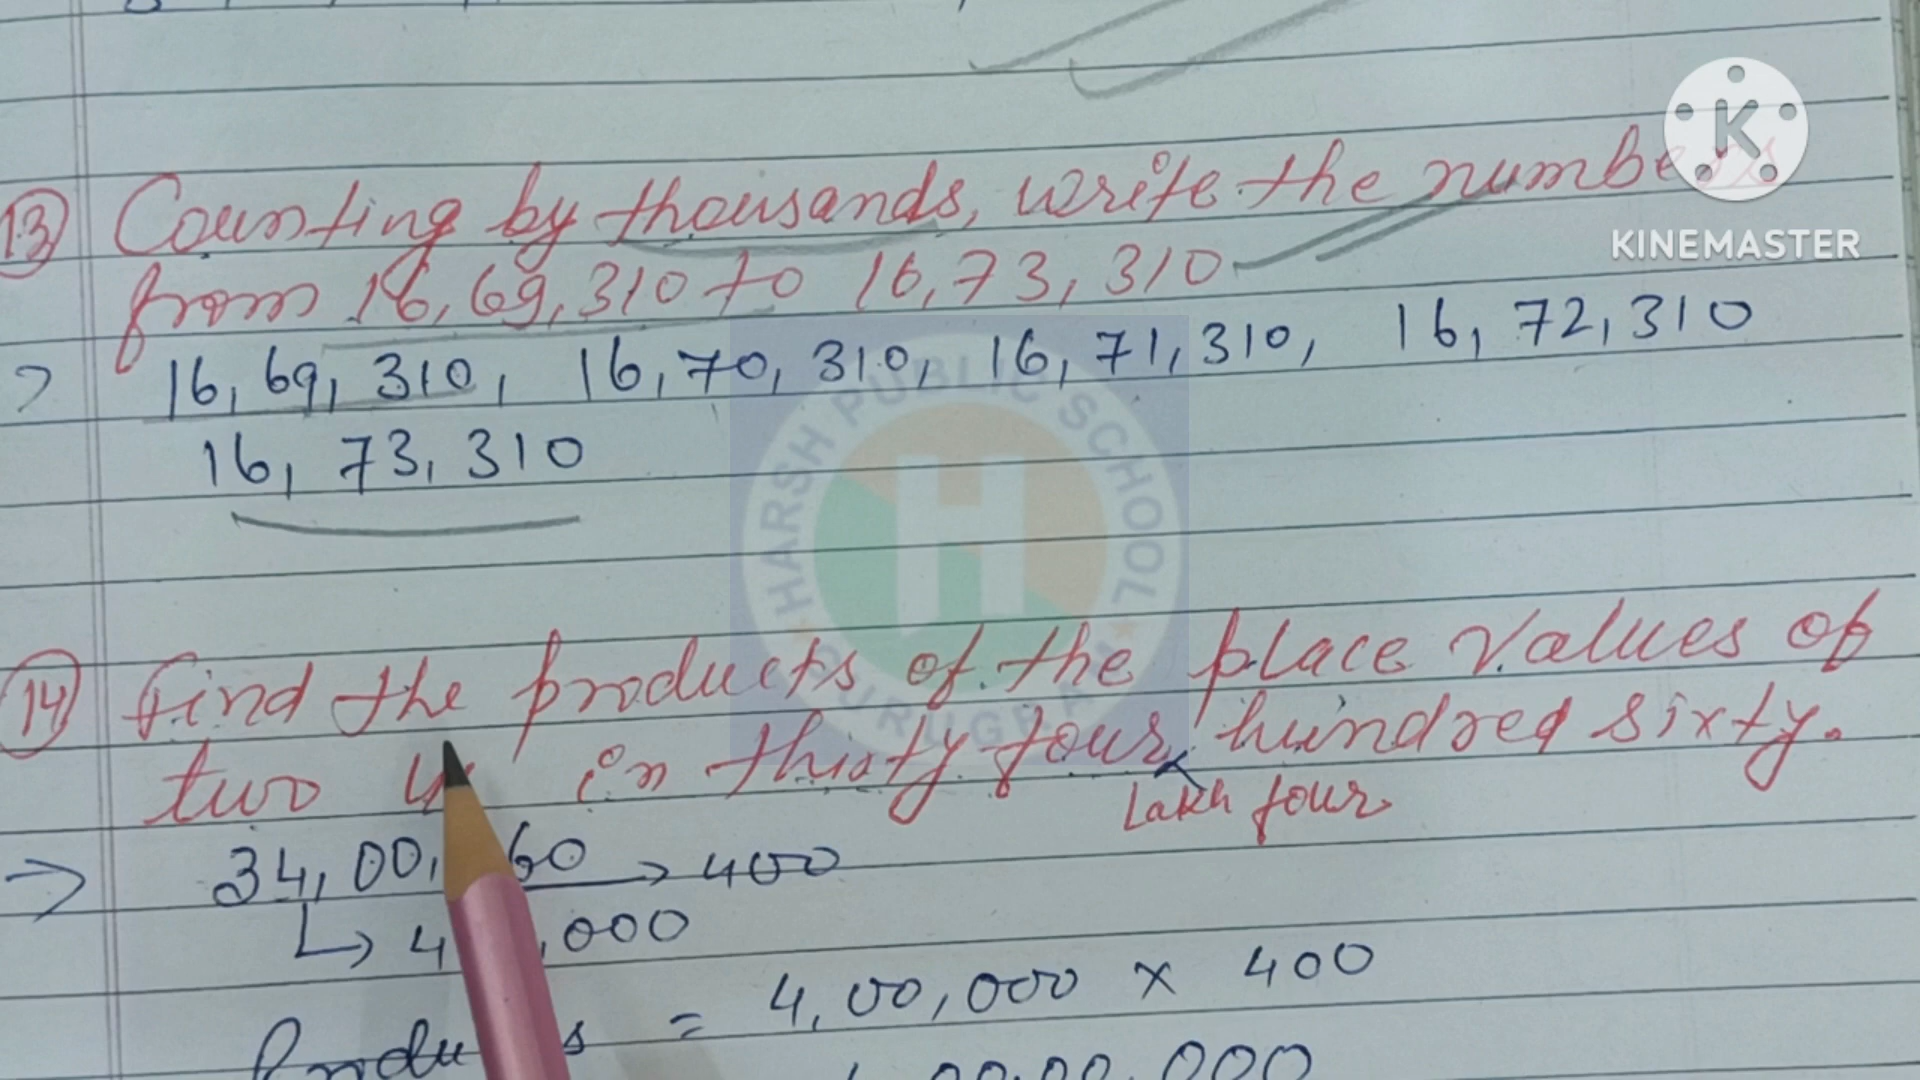 KINEMASTER
13 Counting by thousands, write the numbers
from 16,69,310 to 16,73,310
16,69,310, 16,70,310, 16,71,310, 16,72,310
16,73,310
HARSH PUBLIC SCHOOL
14 Find the products of the place values of
two in thirty four hundred sixty.
Lakh four
⇒ 34,00, 60 → 400
↳ 4 ,000
= 4,00,000 × 400